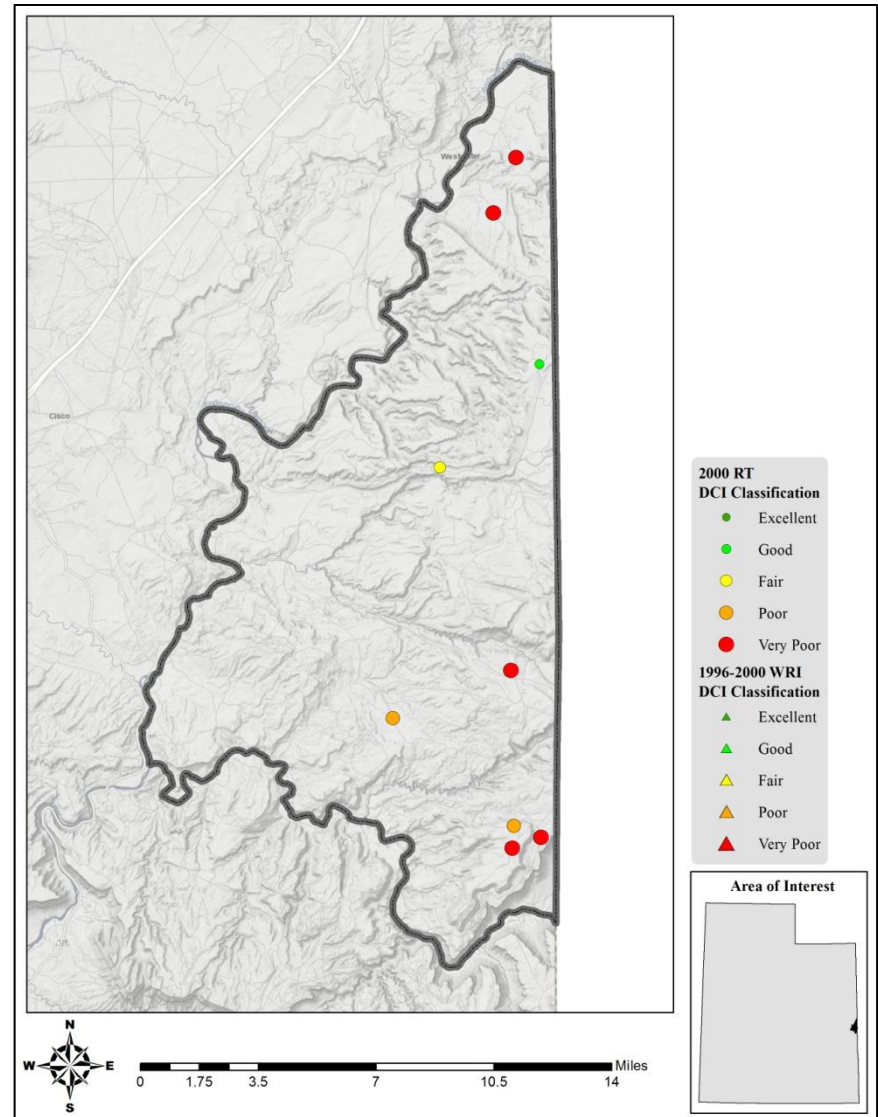 Cisco
2000 RT
DCI Classification
Excellent
Good
Fair
Poor
Very Poor
1996-2000 WRI
DCI Classification
Excellent
Good
Fair
Poor
Very Poor
Area of Interest
N
W E
S
Miles
0 1.75 3.5 7 10.5 14